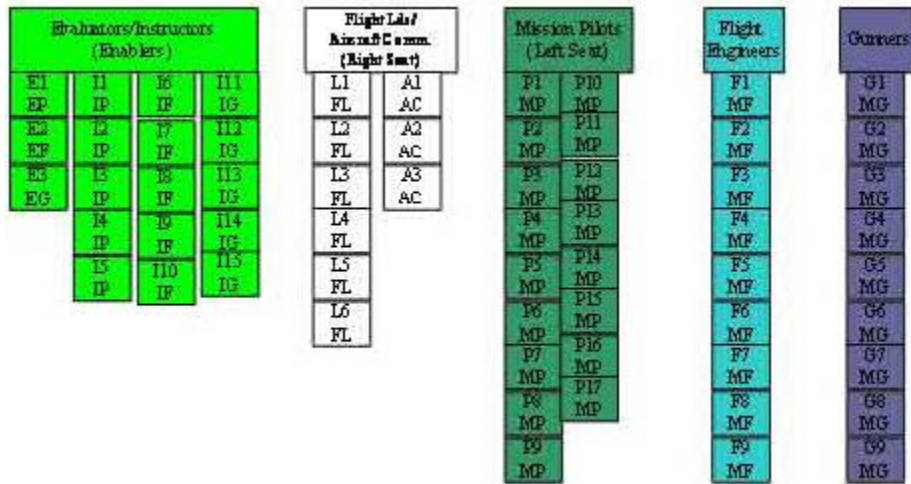 Evaluators/Instructors
(Enablers)
E1
EP
E2
EF
E3
EG
I1
IP
I2
IP
I3
IP
I4
IP
I5
IP
I6
IF
I7
IF
I8
IF
I9
IF
I10
IF
I11
IG
I12
IG
I13
IG
I14
IG
I15
IG
Flight Lds/
Aircraft Comm.
(Right Seat)
L1
FL
L2
FL
L3
FL
L4
FL
L5
FL
L6
FL
A1
AC
A2
AC
A3
AC
Mission Pilots
(Left Seat)
P1
MP
P2
MP
P3
MP
P4
MP
P5
MP
P6
MP
P7
MP
P8
MP
P9
MP
P10
MP
P11
MP
P12
MP
P13
MP
P14
MP
P15
MP
P16
MP
P17
MP
Flight
Engineers
F1
MF
F2
MF
F3
MF
F4
MF
F5
MF
F6
MF
F7
MF
F8
MF
F9
MF
Gunners
G1
MG
G2
MG
G3
MG
G4
MG
G5
MG
G6
MG
G7
MG
G8
MG
G9
MG